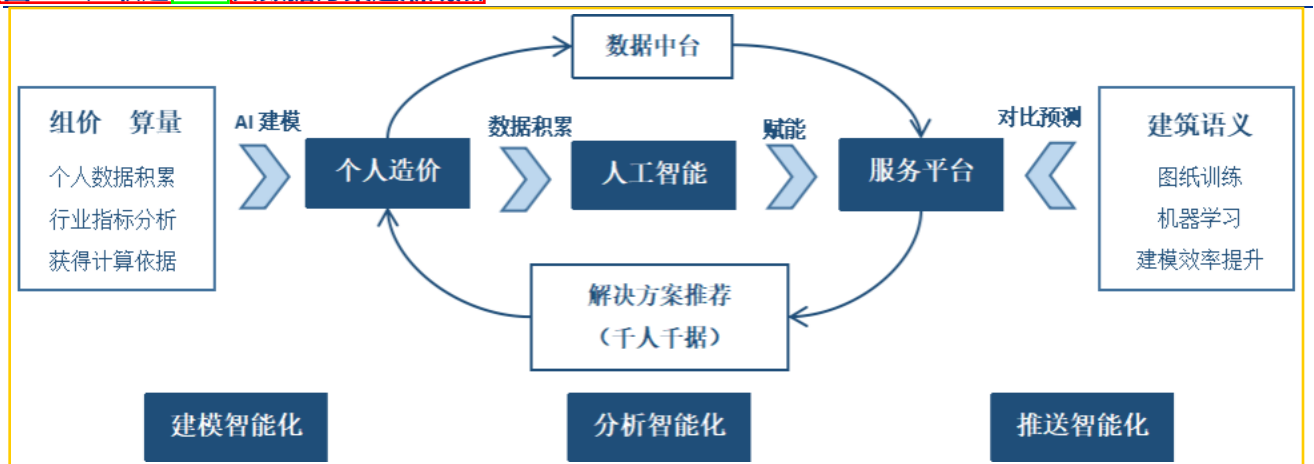 数据中台
组价 算量
个人数据积累
行业指标分析
获得计算依据
AI 建模
个人造价
数据积累
人工智能
赋能
服务平台
对比预测
建筑语义
图纸训练
机器学习
建模效率提升
解决方案推荐
（千人千据）
建模智能化
分析智能化
推送智能化